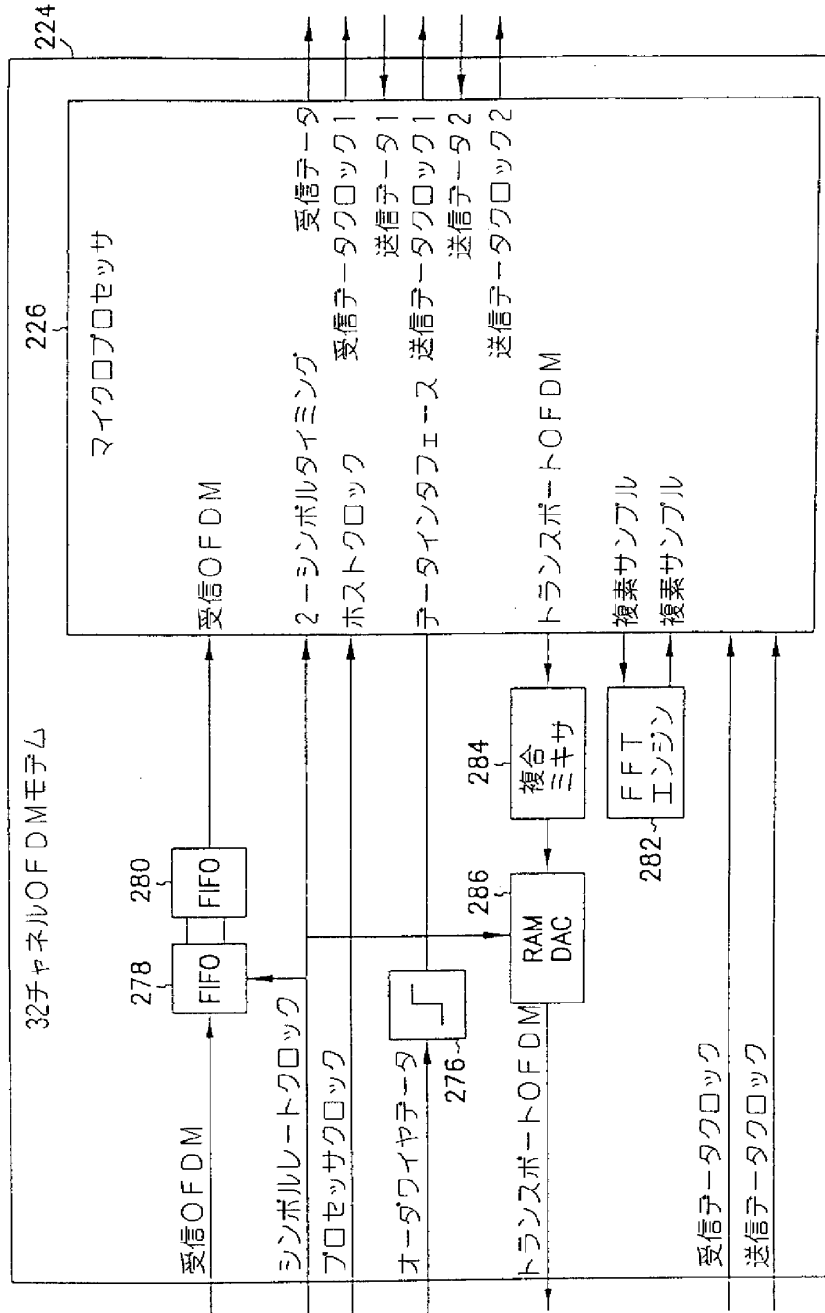 32チャネルOFDMモデム
224
226
マイクロプロセッサ
受信OFDM
278
280
FIFO
FIFO
受信OFDM
シンボルレートクロック
2-シンボルタイミング
プロセッサクロック
ホストクロック
オーダワイヤデータ
276
データインタフェース
トランスポートOFDM
286
RAM
DAC
284
複合
ミキサ
トランスポートOFDM
282
FFT
エンジン
複素サンプル
複素サンプル
受信データクロック
送信データクロック
受信データ
受信データクロック1
送信データ1
送信データクロック1
送信データ2
送信データクロック2